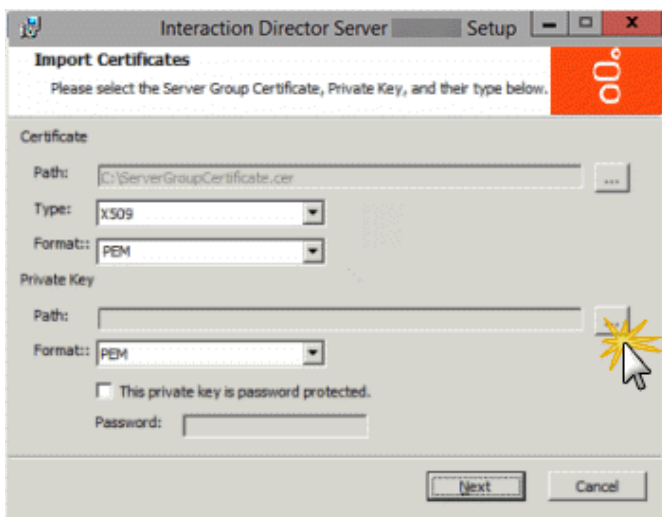 Interaction Director Server Setup
Import Certificates
Please select the Server Group Certificate, Private Key, and their type below.
Certificate
Path: C:\ServerGroupCertificate.cer ...
Type: X509
Format:: PEM
Private Key
Path: ...
Format:: PEM
This private key is password protected.
Password:
Next Cancel